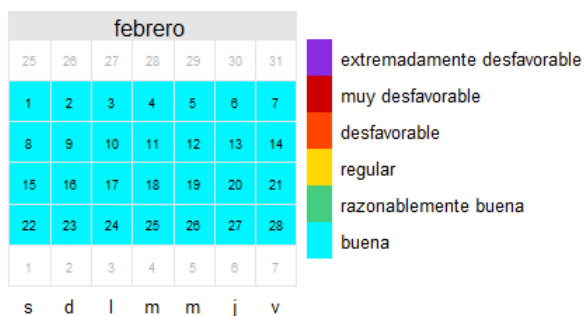 febrero
25 26 27 28 29 30 31
1 2 3 4 5 6 7
8 9 10 11 12 13 14
15 16 17 18 19 20 21
22 23 24 25 26 27 28
1 2 3 4 5 6 7
s d l m m j v
extremadamente desfavorable
muy desfavorable
desfavorable
regular
razonablemente buena
buena